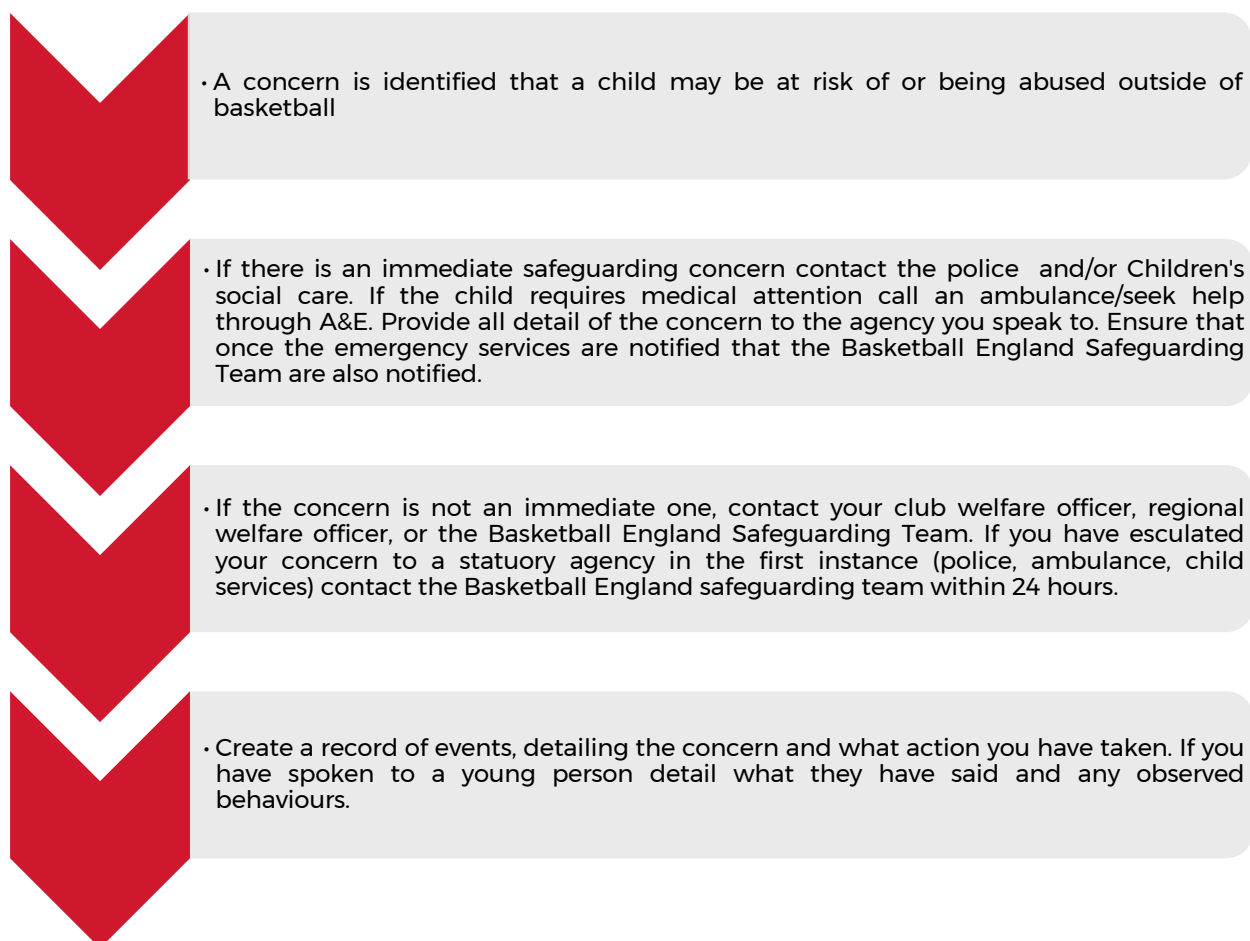 • A concern is identified that a child may be at risk of or being abused outside of
basketball
• If there is an immediate safeguarding concern contact the police and/or Children's
social care. If the child requires medical attention call an ambulance/seek help
through A&E. Provide all detail of the concern to the agency you speak to. Ensure that
once the emergency services are notified that the Basketball England Safeguarding
Team are also notified.
• If the concern is not an immediate one, contact your club welfare officer, regional
welfare officer, or the Basketball England Safeguarding Team. If you have esculated
your concern to a statuory agency in the first instance (police, ambulance, child
services) contact the Basketball England safeguarding team within 24 hours.
• Create a record of events, detailing the concern and what action you have taken. If you
have spoken to a young person detail what they have said and any observed
behaviours.